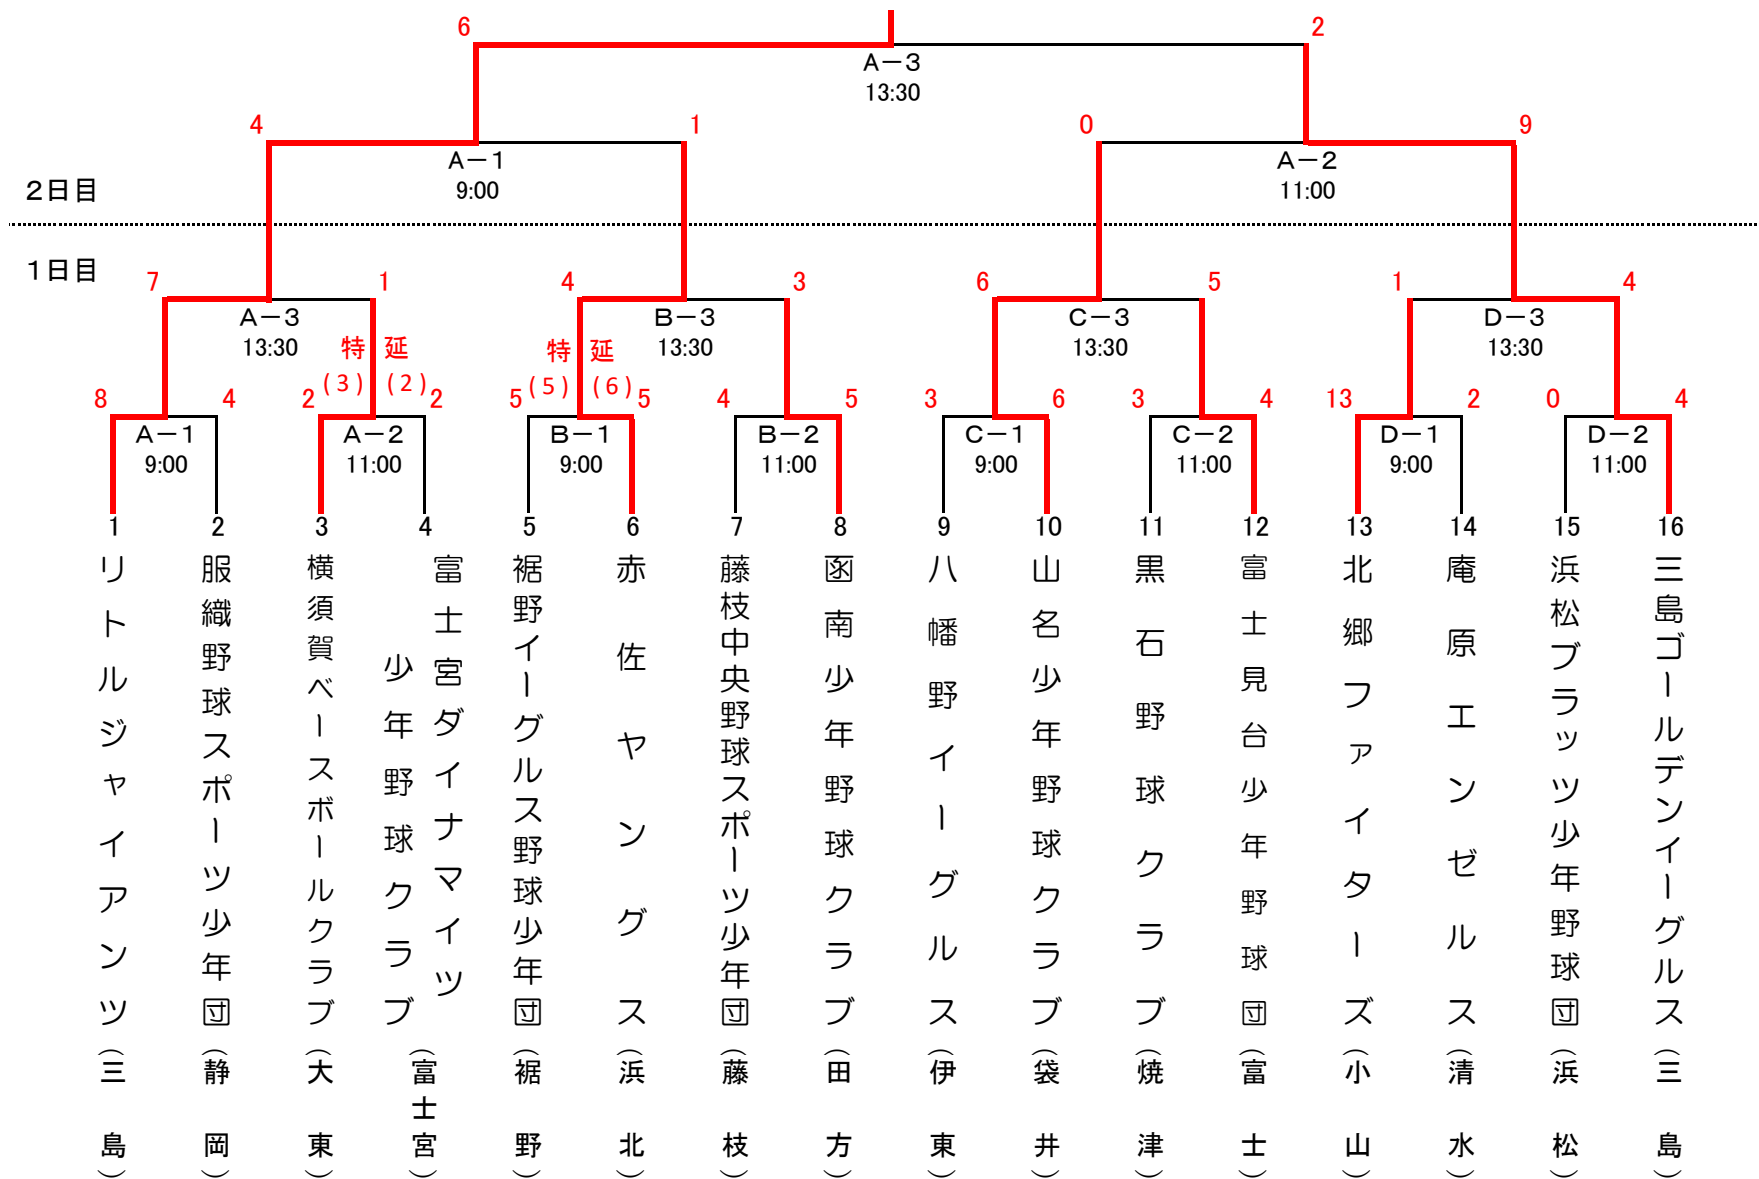 6 2
A－3
13:30
4 1 0 9
A－1 A－2
9:00 11:00
2日目
1日目
7 1 4 3 6 5 1 4
A－3 B－3 C－3 D－3
13:30 13:30 13:30 13:30
特 延 特 延
(3) (2) (5) (6)
8 4 2 2 5 5 4 5 3 6 3 4 13 2 0 4
A－1 A－2 B－1 B－2 C－1 C－2 D－1 D－2
9:00 11:00 9:00 11:00 9:00 11:00 9:00 11:00
1 2 3 4 5 6 7 8 9 10 11 12 13 14 15 16
リトルジャイアンツ(三島)
服織野球スポーツ少年団(静岡)
横須賀ベースボールクラブ(大東)
富士宮ダイナマイツ
少年野球クラブ(富士宮)
裾野イーグルス野球少年団(裾野)
赤佐ヤングス(浜北)
藤枝中央野球スポーツ少年団(藤枝)
函南少年野球クラブ(田方)
八幡野イーグルス(伊東)
山名少年野球クラブ(袋井)
黒石野球クラブ(焼津)
富士見台少年野球団(富士)
北郷ファイターズ(小山)
庵原エンゼルス(清水)
浜松ブラッツ少年野球団(浜松)
三島ゴールデンイーグルス(三島)